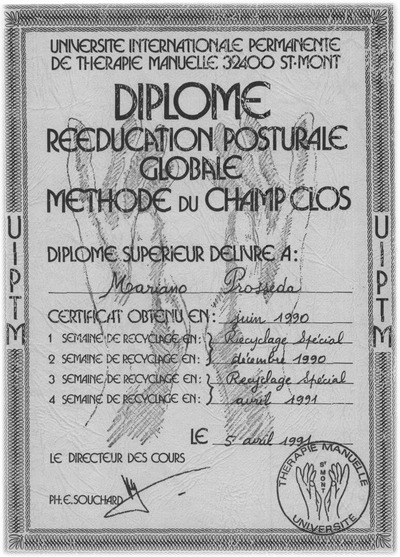 UNIVERSITE INTERNATIONALE PERMANENTE
DE THERAPIE MANUELLE 32400 ST-MONT
DIPLOME
REEDUCATION POSTURALE
GLOBALE
METHODE DU CHAMP CLOS
DIPLOME SUPERIEUR DELIVRE A:
Mariano Prosseda
CERTIFICAT OBTENU EN: juin 1990
1 SEMAINE DE RECYCLAGE EN: Recyclage Spécial
2 SEMAINE DE RECYCLAGE EN: décembre 1990
3 SEMAINE DE RECYCLAGE EN: Recyclage Spécial
4 SEMAINE DE RECYCLAGE EN: avril 1991
LE 5 avril 1991
LE DIRECTEUR DES COURS
PH. E. SOUCHARD
UIPTM
UIPTM
THERAPIE MANUELLE
ST MONT
UNIVERSITE